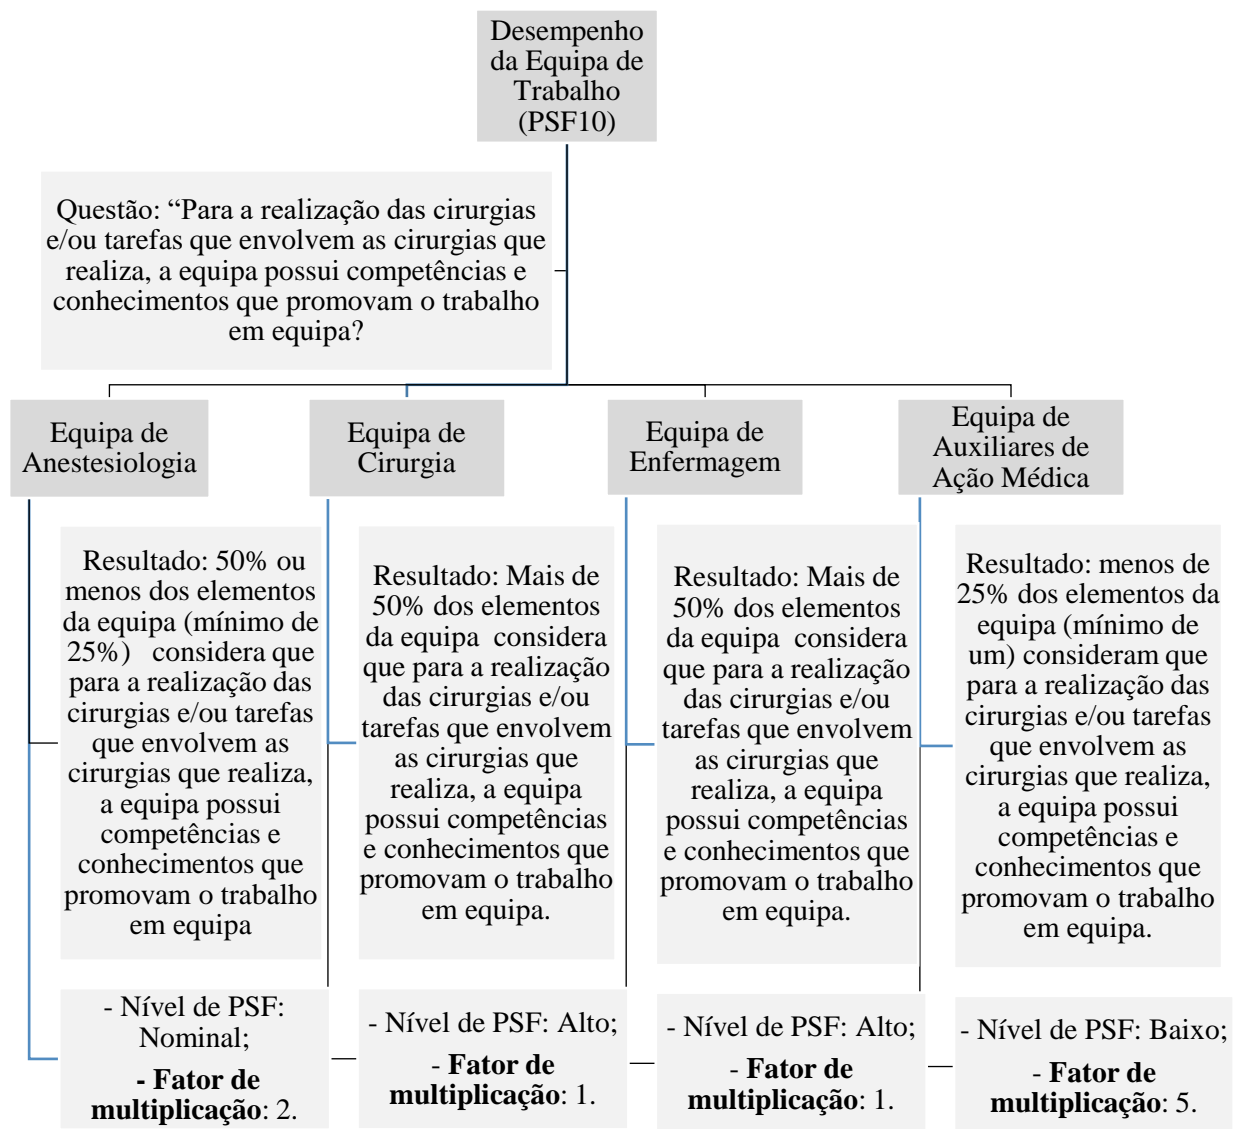 Desempenho
da Equipa de
Trabalho
(PSF10)
Questão: “Para a realização das cirurgias
e/ou tarefas que envolvem as cirurgias que
realiza, a equipa possui competências e
conhecimentos que promovam o trabalho
em equipa?
Equipa de
Anestesiologia
Equipa de
Cirurgia
Equipa de
Enfermagem
Equipa de
Auxiliares de
Ação Médica
Resultado: 50% ou
menos dos elementos
da equipa (mínimo de
25%) considera que
para a realização das
cirurgias e/ou tarefas
que envolvem as
cirurgias que realiza,
a equipa possui
competências e
conhecimentos que
promovam o trabalho
em equipa
Resultado: Mais de
50% dos elementos
da equipa considera
que para a realização
das cirurgias e/ou
tarefas que envolvem
as cirurgias que
realiza, a equipa
possui competências
e conhecimentos que
promovam o trabalho
em equipa.
Resultado: Mais de
50% dos elementos
da equipa considera
que para a realização
das cirurgias e/ou
tarefas que envolvem
as cirurgias que
realiza, a equipa
possui competências
e conhecimentos que
promovam o trabalho
em equipa.
Resultado: menos de
25% dos elementos da
equipa (mínimo de
um) consideram que
para a realização das
cirurgias e/ou tarefas
que envolvem as
cirurgias que realiza,
a equipa possui
competências e
conhecimentos que
promovam o trabalho
em equipa.
- Nível de PSF:
Nominal;
- Fator de
multiplicação: 2.
- Nível de PSF: Alto;
- Fator de
multiplicação: 1.
- Nível de PSF: Alto;
- Fator de
multiplicação: 1.
- Nível de PSF: Baixo;
- Fator de
multiplicação: 5.